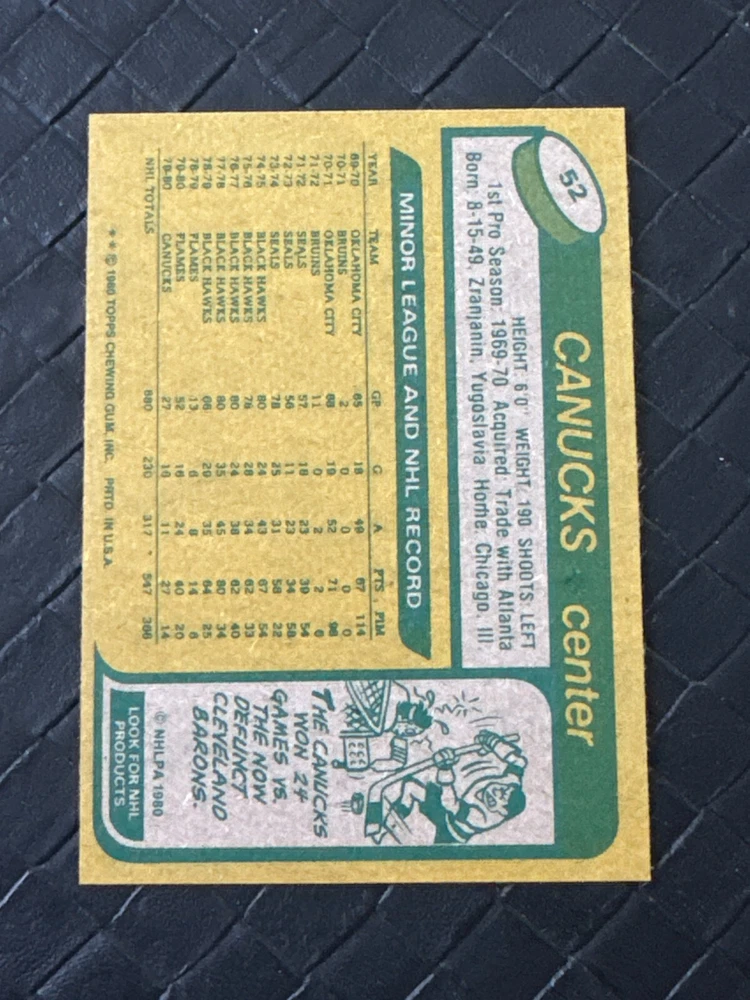 52
CANUCKS center
HEIGHT: 6'0" WEIGHT: 190 SHOOTS: LEFT
1st Pro Season: 1969-70 Acquired: Trade with Atlanta
Born: 8-15-49, Zranjanin, Yugoslavia Home: Chicago, Ill.
MINOR LEAGUE AND NHL RECORD
YEAR TEAM GP G A PTS PIM
69-70 OKLAHOMA CITY 65 18 49 67 114
70-71 BRUINS 2 0 0 0 0
70-71 OKLAHOMA CITY 68 19 52 71 98
71-72 BRUINS 11 0 2 2 6
71-72 SEALS 57 16 23 39 54
72-73 SEALS 56 11 23 34 58
73-74 SEALS 78 25 31 56 22
74-75 BLACK HAWKS 80 24 43 67 54
75-76 BLACK HAWKS 76 28 34 62 33
76-77 BLACK HAWKS 80 24 38 62 40
77-78 BLACK HAWKS 80 35 45 80 34
78-79 BLACK HAWKS 66 29 35 64 25
78-79 FLAMES 13 6 8 14 6
79-80 FLAMES 52 16 24 40 20
79-80 CANUCKS 27 16 11 27 14
NHL TOTALS 680 230 317 547 366
* * © 1980 TOPPS CHEWING GUM, INC. PRTD. IN U.S.A.
THE CANUCKS
WON 24
GAMES VS.
THE NOW
DEFUNCT
CLEVELAND
BARONS.
© NHLPA 1980
LOOK FOR NHL
PRODUCTS